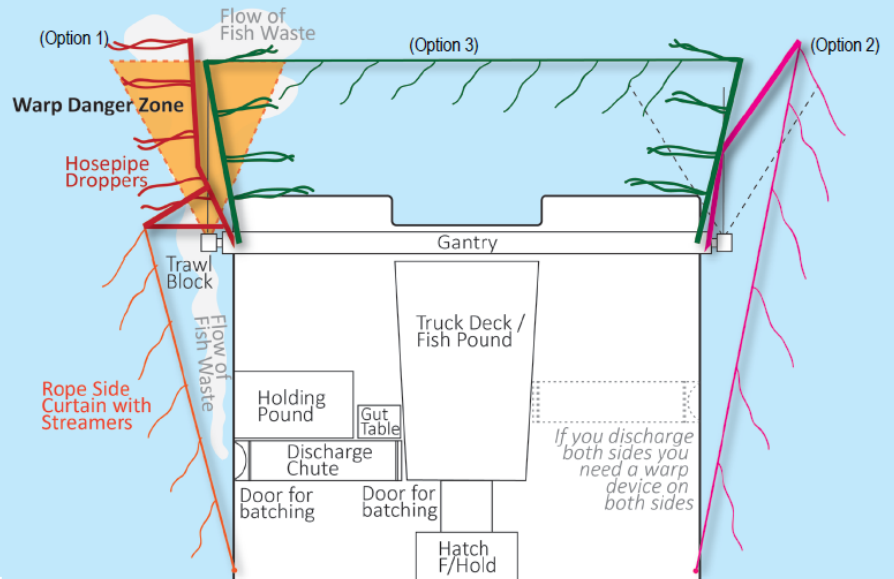 Flow of
Fish Waste
(Option 1)
(Option 3)
(Option 2)
Warp Danger Zone
Hosepipe
Droppers
Gantry
Trawl
Block
Flow of
Fish Waste
Truck Deck /
Fish Pound
Rope Side
Curtain with
Streamers
Holding
Pound
Gut
Table
Discharge
Chute
If you discharge
both sides you
need a warp
device on
both sides
Door for
batching
Door for
batching
Hatch
F/Hold